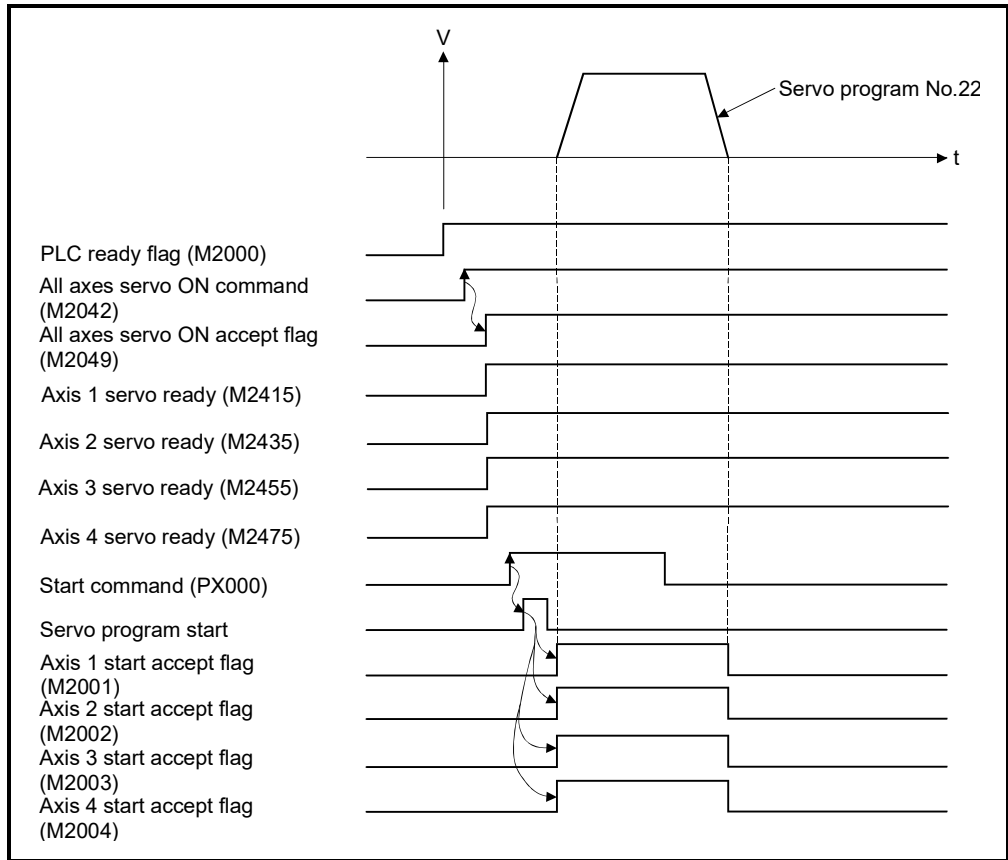 V
Servo program No.22
t
PLC ready flag (M2000)
All axes servo ON command
(M2042)
All axes servo ON accept flag
(M2049)
Axis 1 servo ready (M2415)
Axis 2 servo ready (M2435)
Axis 3 servo ready (M2455)
Axis 4 servo ready (M2475)
Start command (PX000)
Servo program start
Axis 1 start accept flag
(M2001)
Axis 2 start accept flag
(M2002)
Axis 3 start accept flag
(M2003)
Axis 4 start accept flag
(M2004)